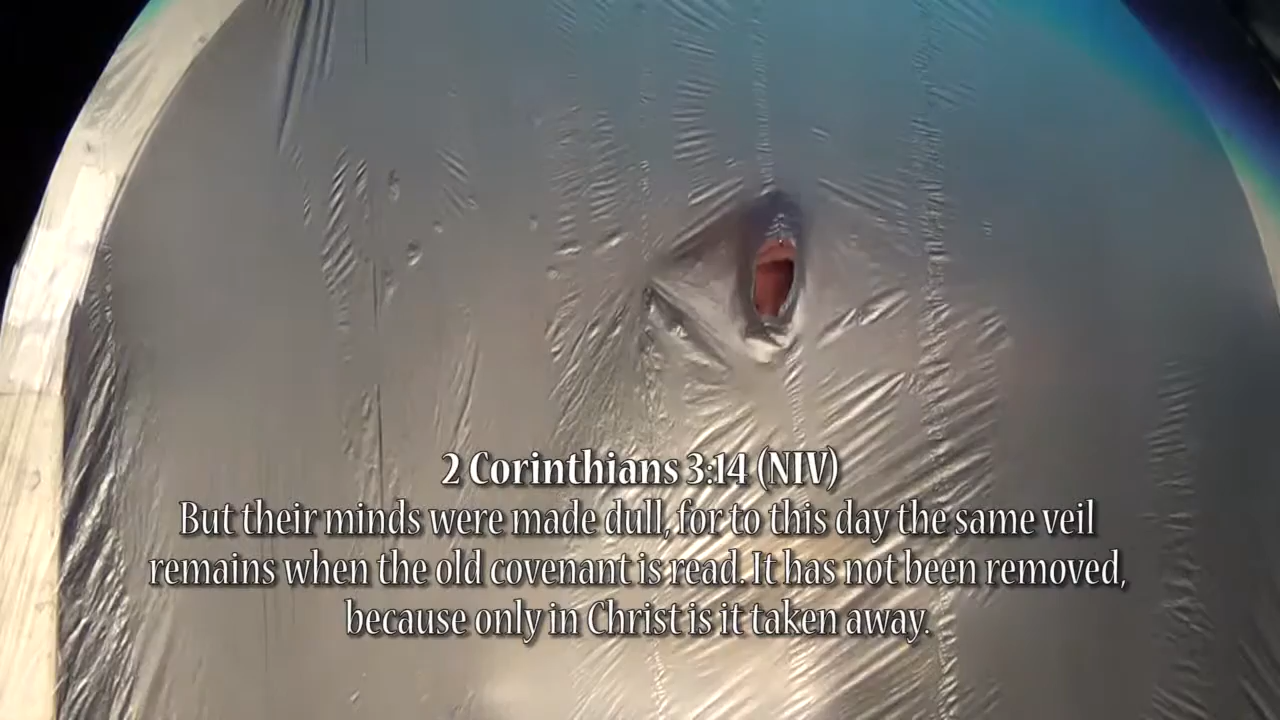 2 Corinthians 3:14 (NIV)
But their minds were made dull, for to this day the same veil
remains when the old covenant is read. It has not been removed,
because only in Christ is it taken away.